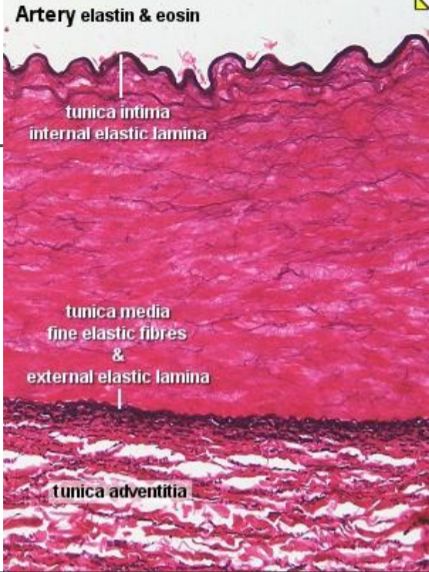 Artery elastin & eosin
tunica intima
internal elastic lamina
tunica media
fine elastic fibres
&
external elastic lamina
tunica adventitia